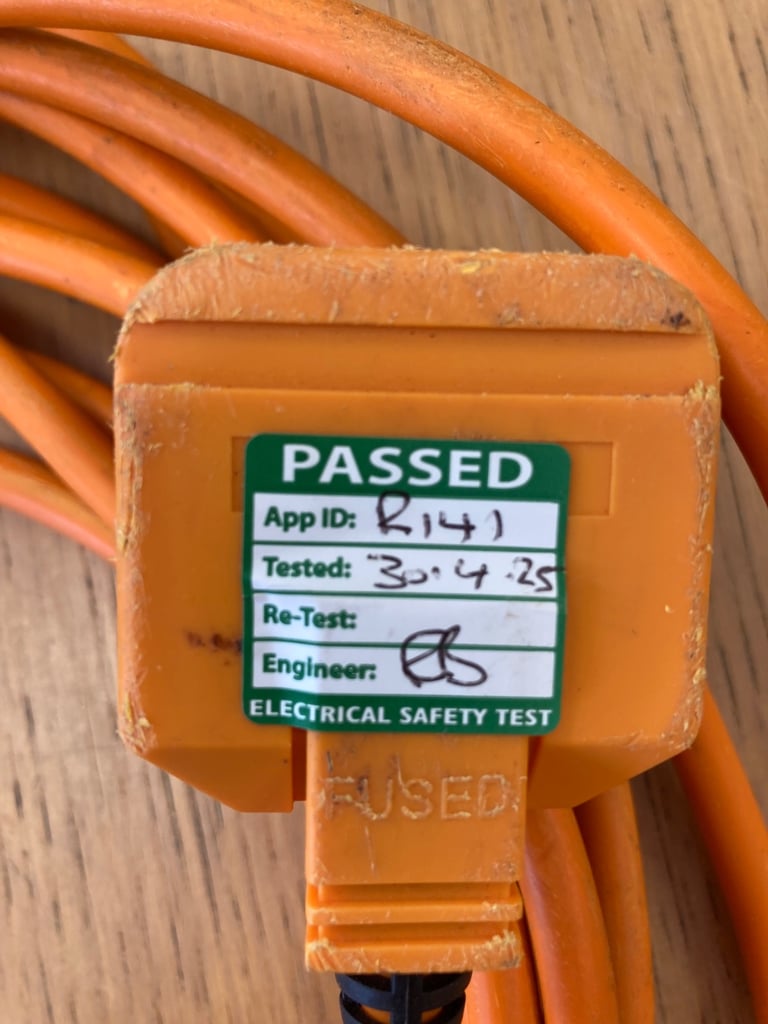 PASSED
App ID: R141
Tested: 30.4.25
Re-Test:
Engineer:
ELECTRICAL SAFETY TEST
FUSED